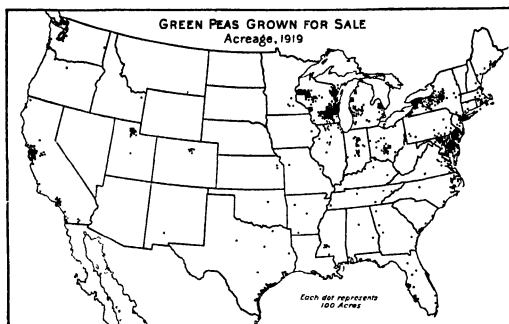 GREEN PEAS GROWN FOR SALE
Acreage, 1919
Each dot represents
100 Acres